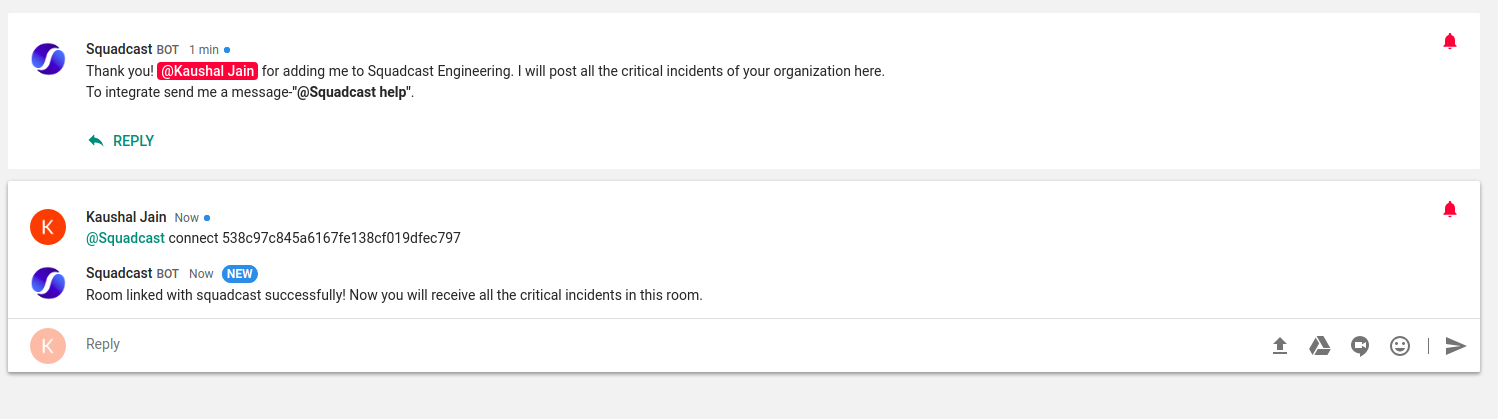 Squadcast BOT 1 min
Thank you! @Kaushal Jain for adding me to Squadcast Engineering. I will post all the critical incidents of your organization here.
To integrate send me a message-"@Squadcast help".
REPLY
K
Kaushal Jain Now
@Squadcast connect 538c97c845a6167fe138cf019dfec797
Squadcast BOT Now NEW
Room linked with squadcast successfully! Now you will receive all the critical incidents in this room.
K
Reply